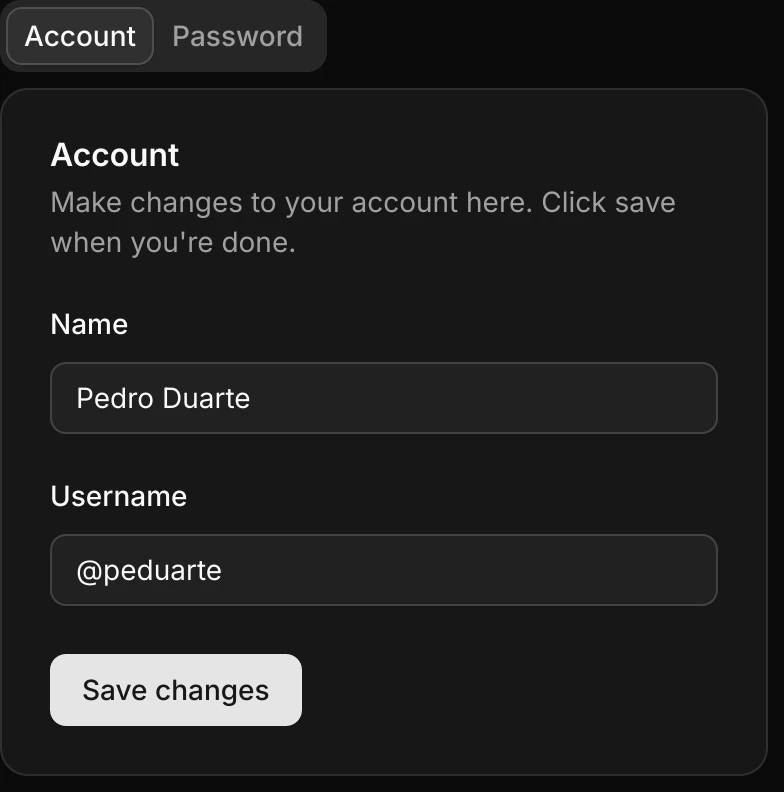 Account Password
Account
Make changes to your account here. Click save
when you're done.
Name
Pedro Duarte
Username
@peduarte
Save changes